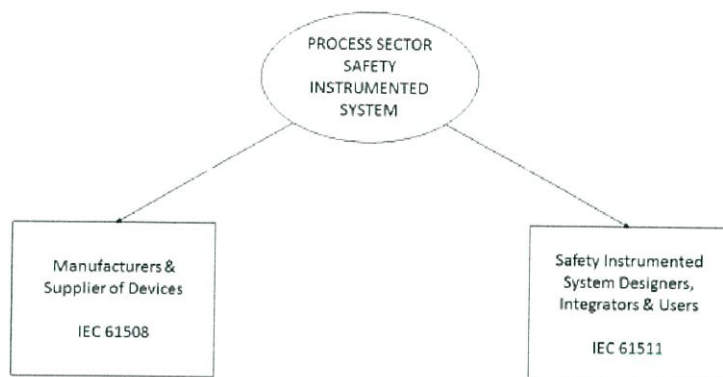 PROCESS SECTOR
SAFETY
INSTRUMENTED
SYSTEM
Manufacturers &
Supplier of Devices
IEC 61508
Safety Instrumented
System Designers,
Integrators & Users
IEC 61511